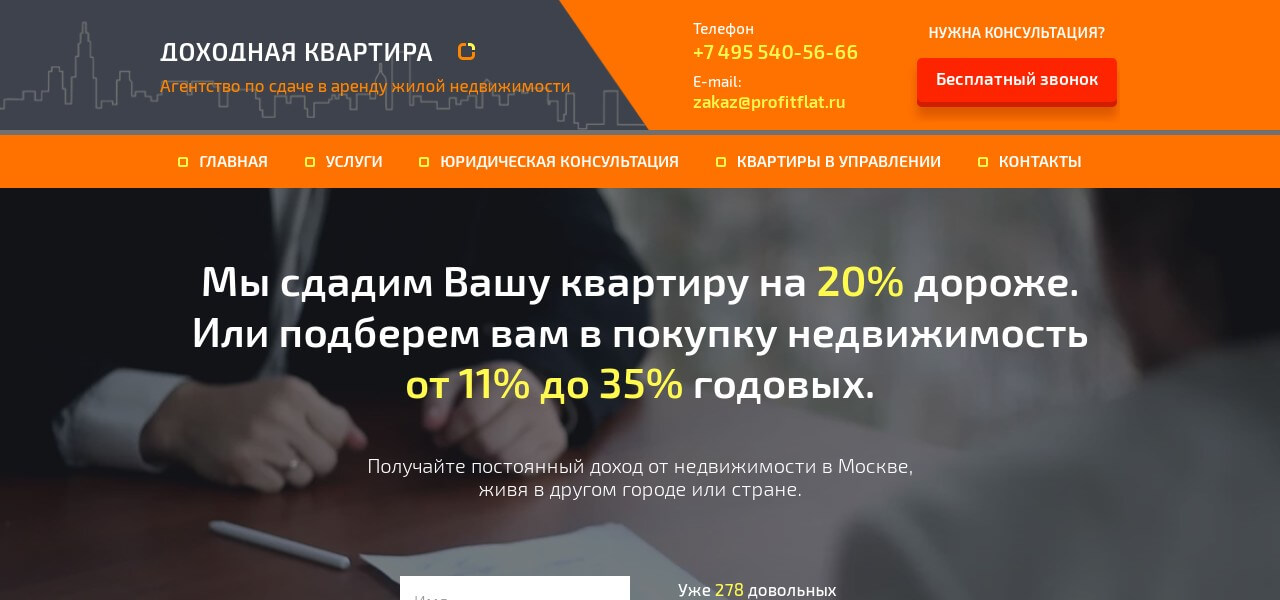 ДОХОДНАЯ КВАРТИРА
Агентство по сдаче в аренду жилой недвижимости
Телефон
+7 495 540-56-66
E-mail:
zakaz@profitflat.ru
НУЖНА КОНСУЛЬТАЦИЯ?
Бесплатный звонок
ГЛАВНАЯ УСЛУГИ ЮРИДИЧЕСКАЯ КОНСУЛЬТАЦИЯ КВАРТИРЫ В УПРАВЛЕНИИ КОНТАКТЫ
Мы сдадим Вашу квартиру на 20% дороже.
Или подберем вам в покупку недвижимость
от 11% до 35% годовых.
Получайте постоянный доход от недвижимости в Москве,
живя в другом городе или стране.
Уже 278 довольных